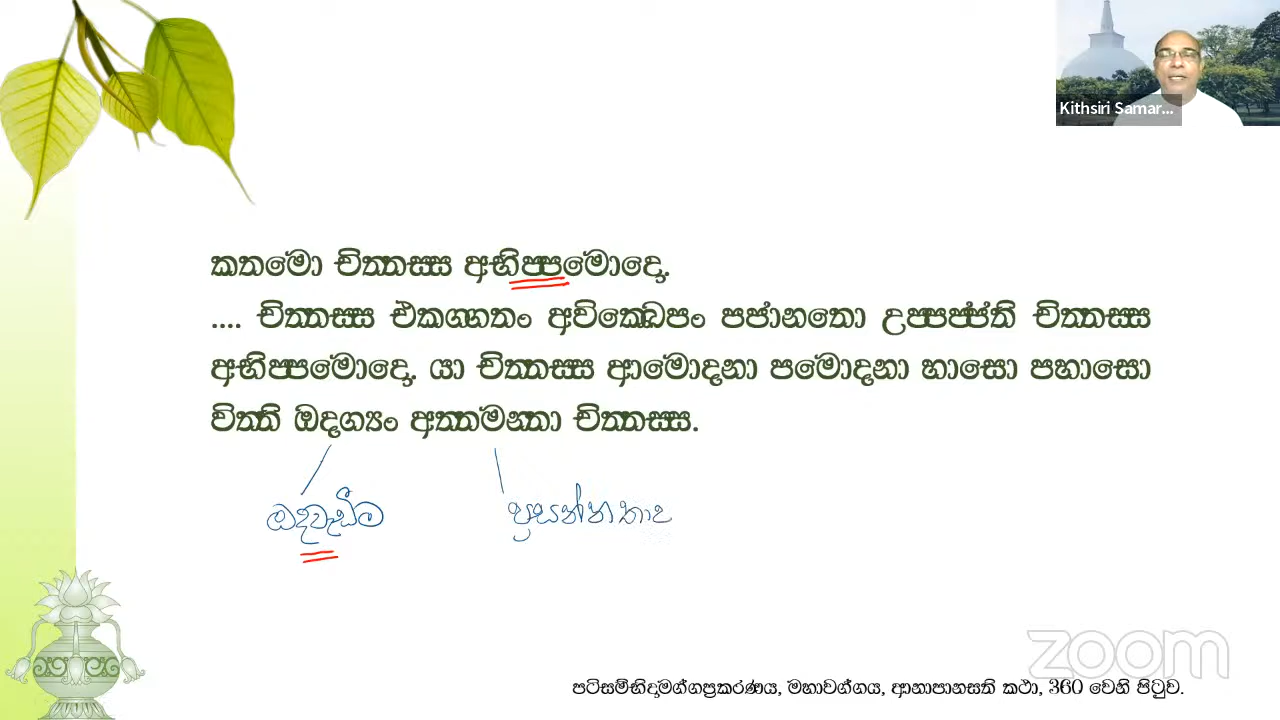 Kithsiri Samar...
කතමො චිත්තස්ස අභිප්පමොදො.
.... චිත්තස්ස එකග්ගතං අවික්ඛෙපං පජානතො උප්පජ්ජති චිත්තස්ස
අභිප්පමොදො. යා චිත්තස්ස ආමොදනා පමොදනා හාසො පහාසො
විත්ති ඔදග්‍යං අත්තමනතා චිත්තස්ස.
ඔදවැඩීම ප්‍රසන්නතාව
zoom
පටිසම්භිදාමග්ගප්‍රකරණය, මහාවග්ගය, ආනාපානසති කථා, 360 වෙනි පිටුව.